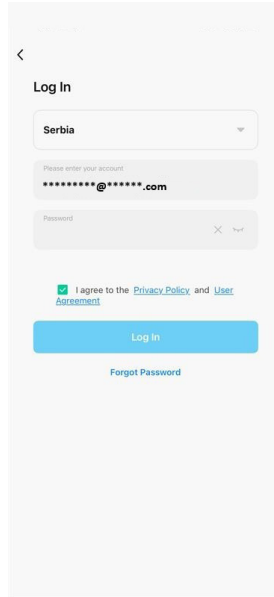 Log In
Serbia
Please enter your account
*********@******.com
Password
I agree to the Privacy Policy and User
Agreement
Log In
Forgot Password